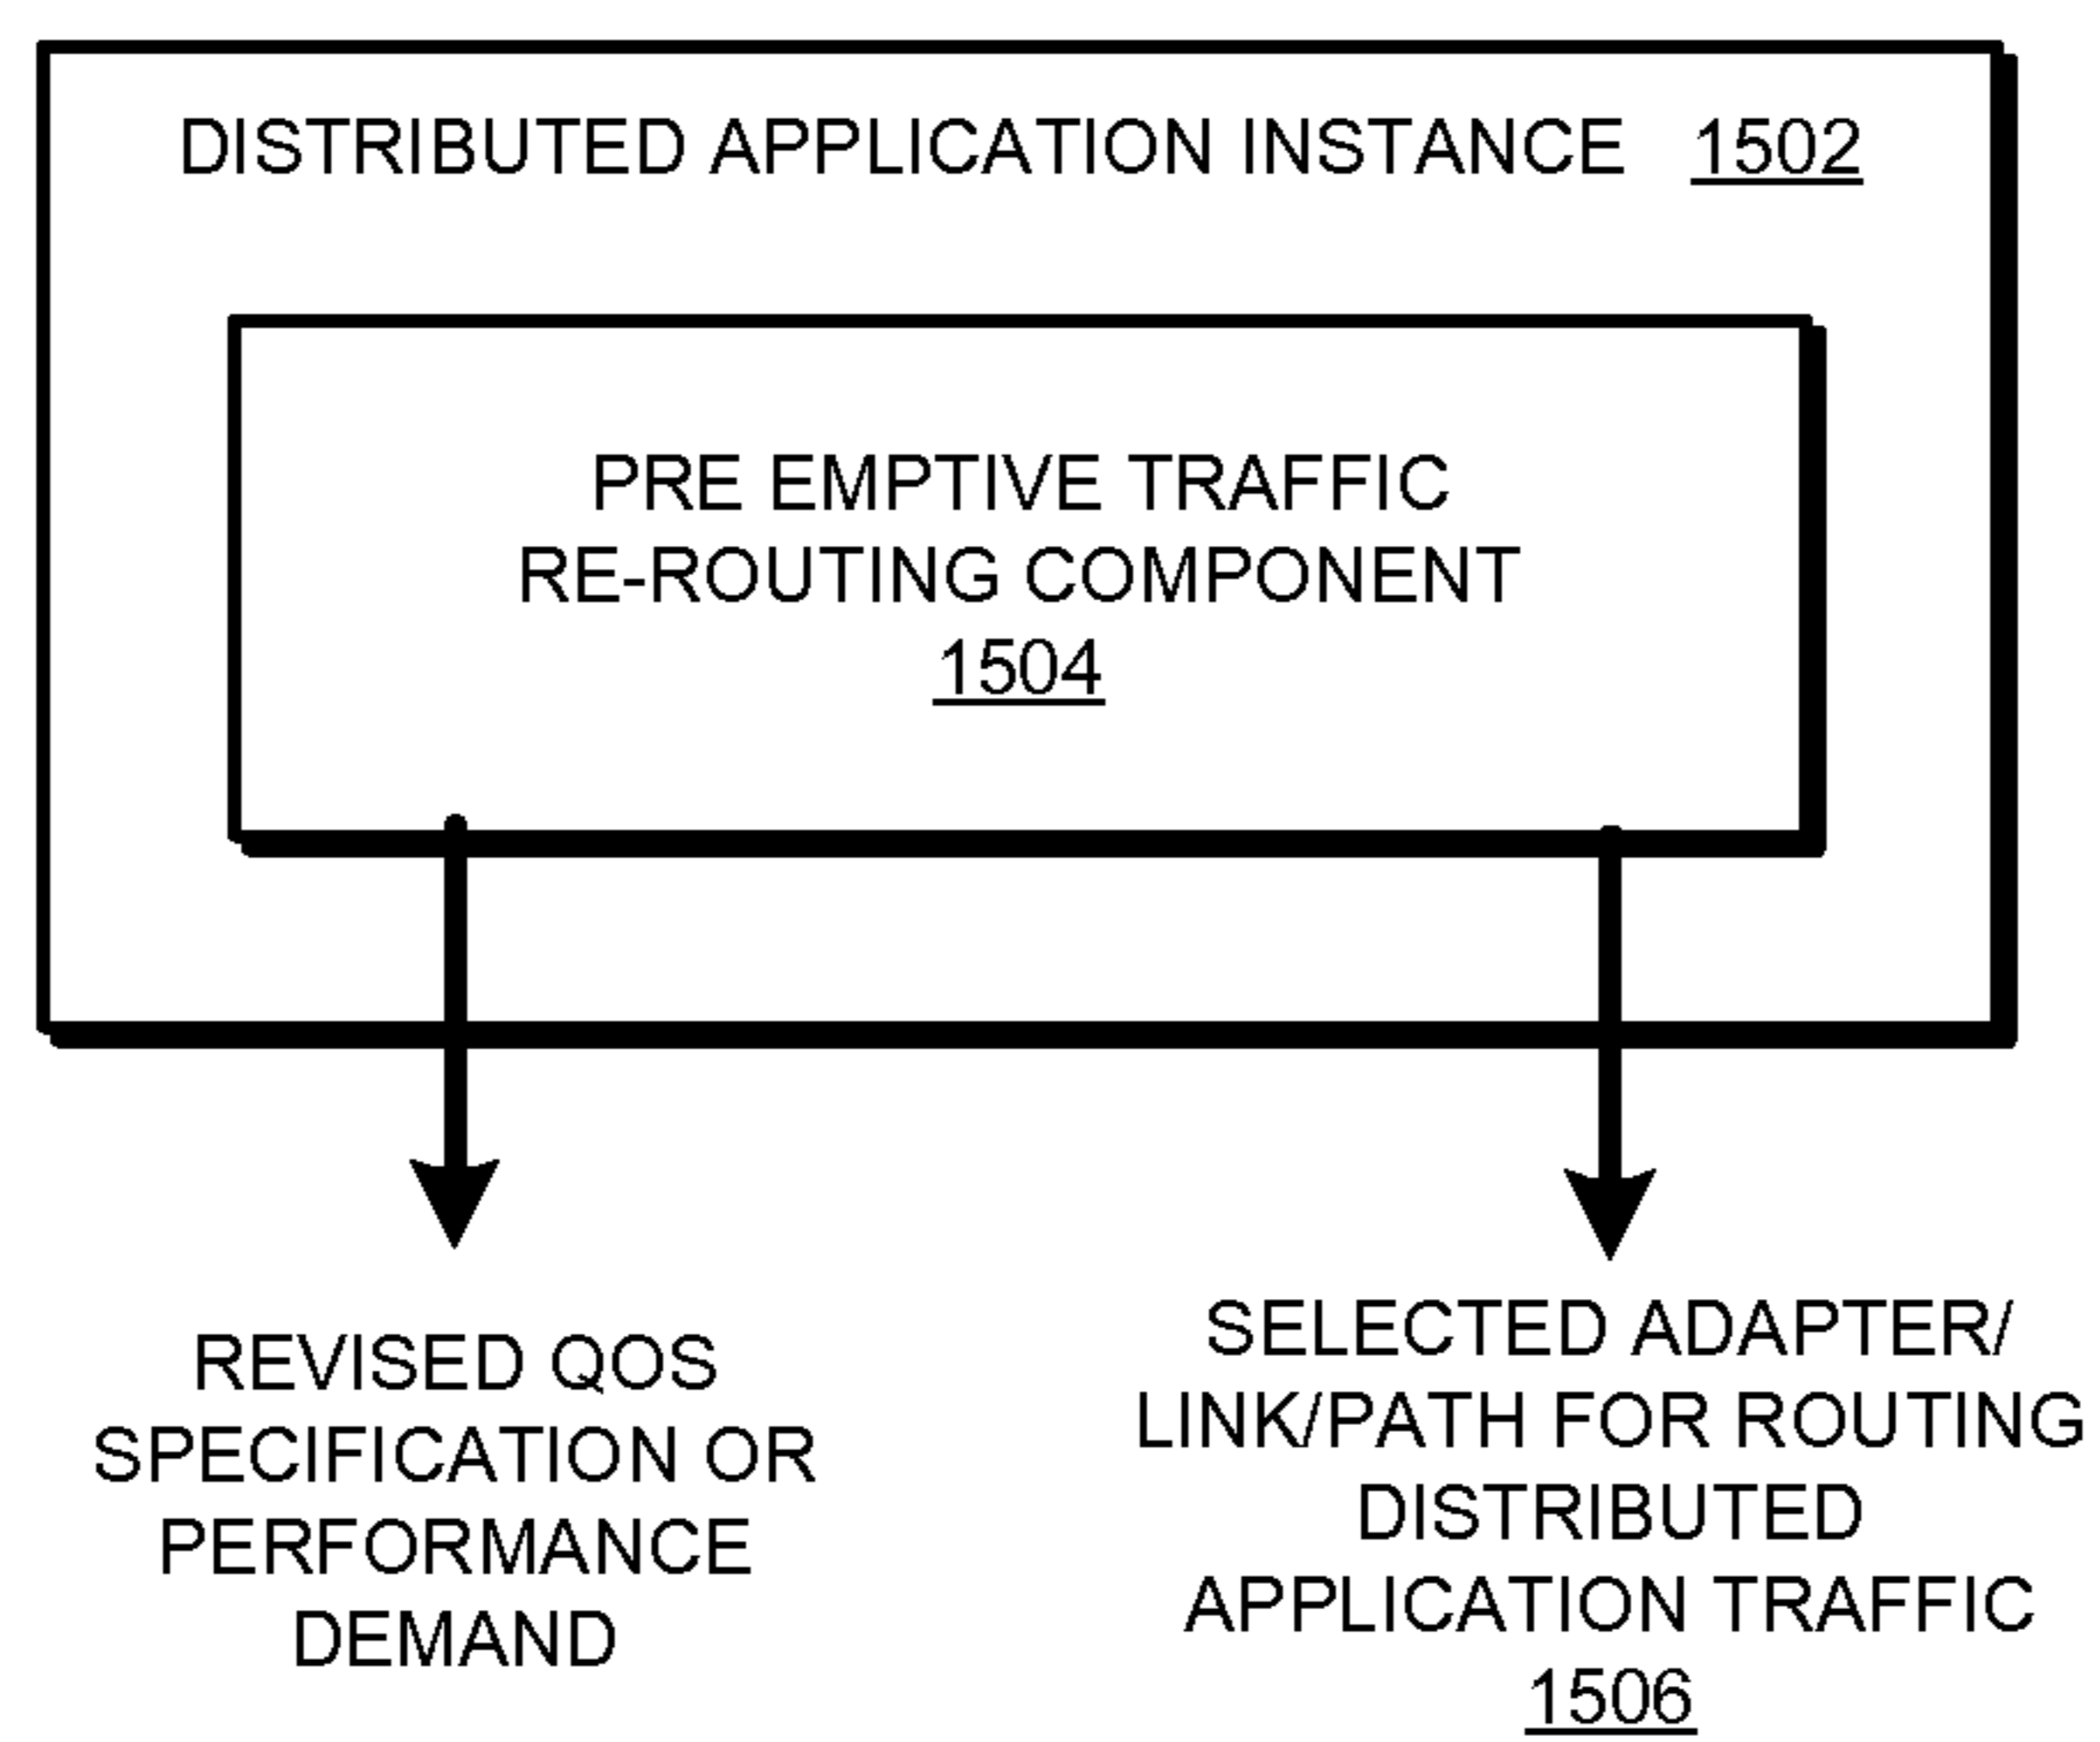 DISTRIBUTED APPLICATION INSTANCE 1502
PRE EMPTIVE TRAFFIC
RE-ROUTING COMPONENT
1504
REVISED QOS
SPECIFICATION OR
PERFORMANCE
DEMAND
SELECTED ADAPTER/
LINK/PATH FOR ROUTING
DISTRIBUTED
APPLICATION TRAFFIC
1506